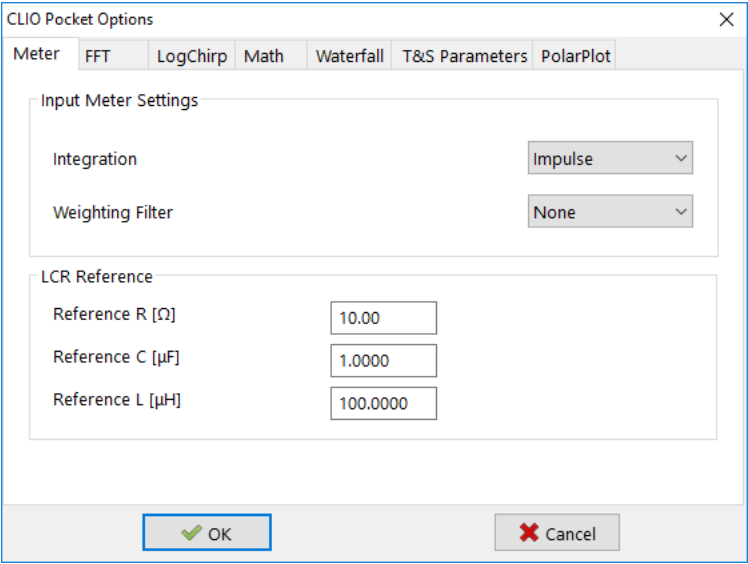 CLIO Pocket Options
Meter FFT LogChirp Math Waterfall T&S Parameters PolarPlot
Input Meter Settings
Integration Impulse
Weighting Filter None
LCR Reference
Reference R [Ω] 10.00
Reference C [µF] 1.0000
Reference L [µH] 100.0000
OK Cancel